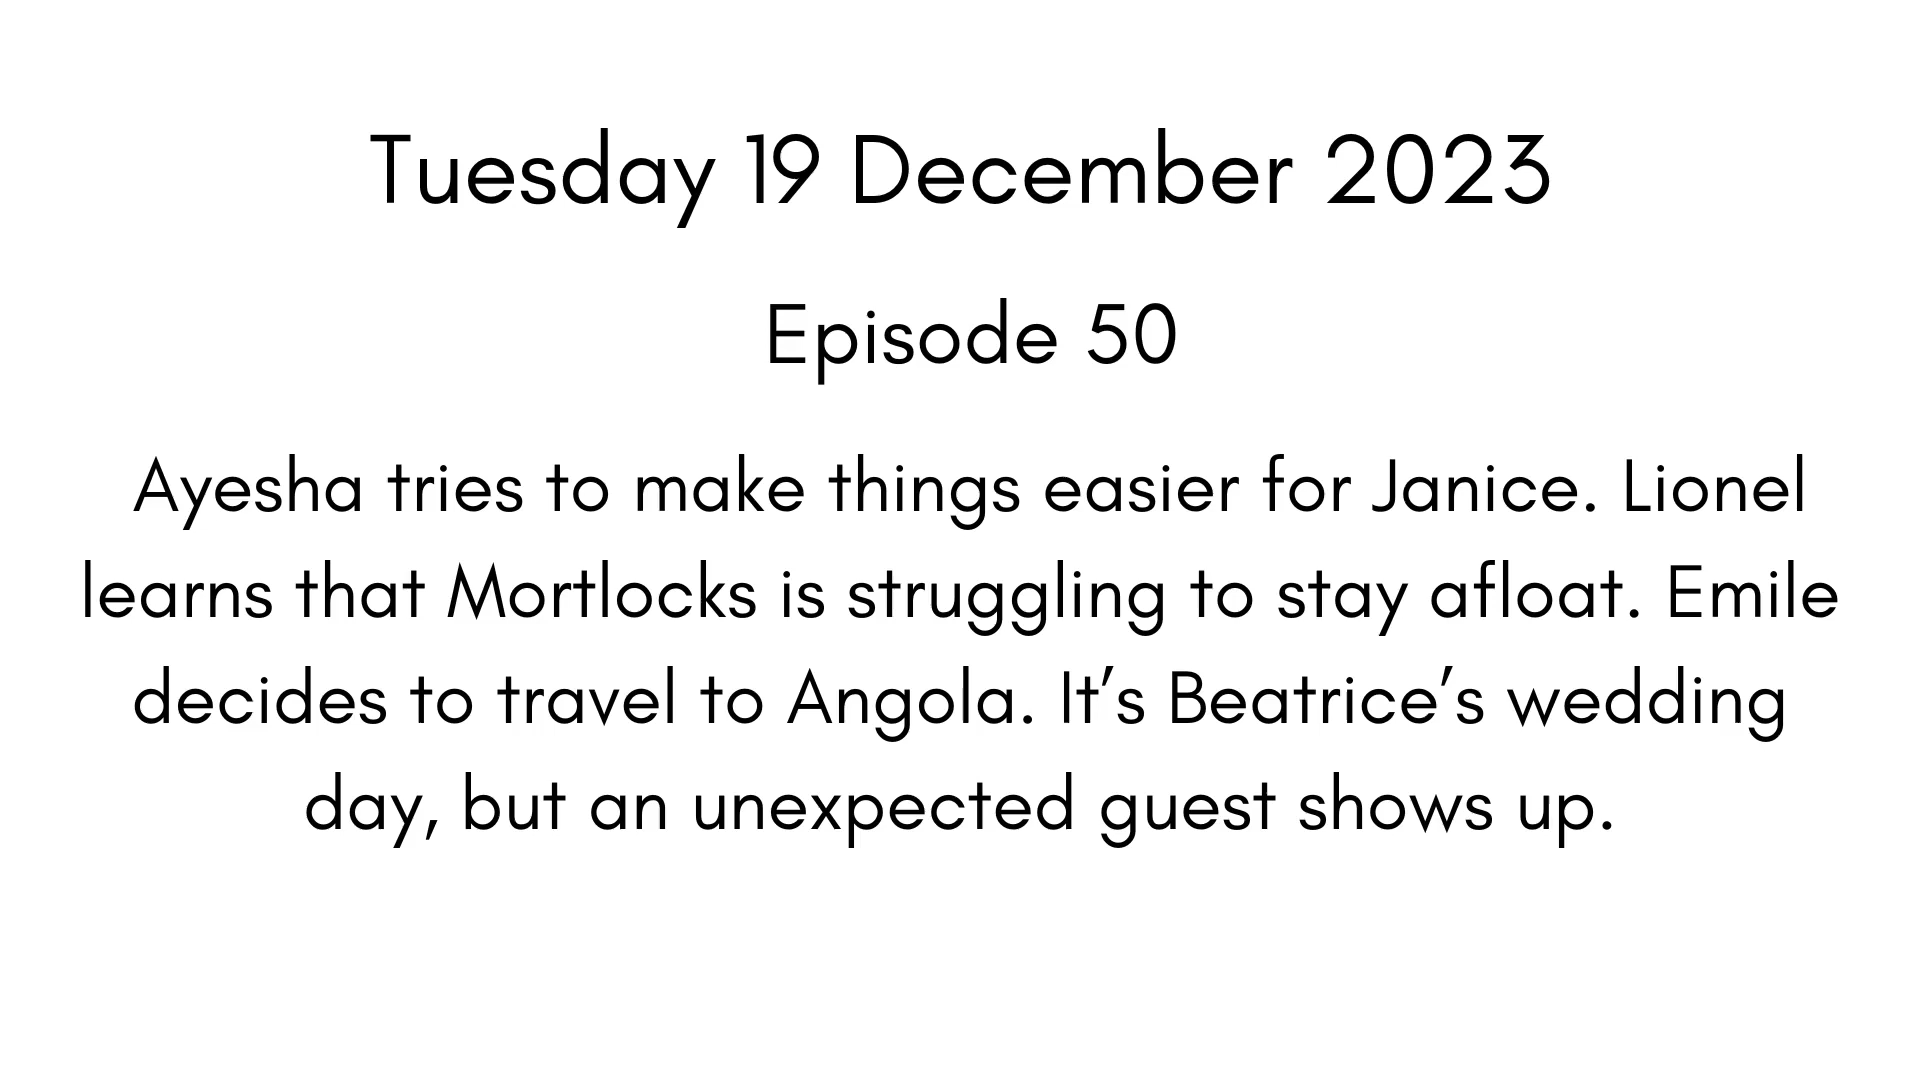 Tuesday 19 December 2023
Episode 50
Ayesha tries to make things easier for Janice. Lionel
learns that Mortlocks is struggling to stay afloat. Emile
decides to travel to Angola. It’s Beatrice’s wedding
day, but an unexpected guest shows up.